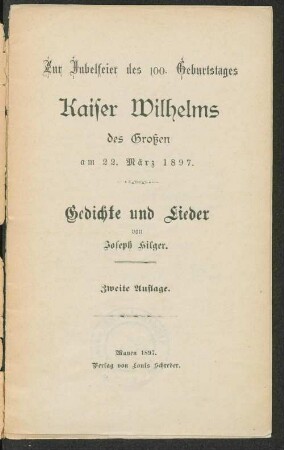 Zur Jubelfeier des 100. Geburtstages
Kaiser Wilhelms
des Großen
am 22. März 1897.
Gedichte und Lieder
von
Joseph Hilger.
Zweite Auflage.
Mayen 1897.
Verlag von Louis Schreder.